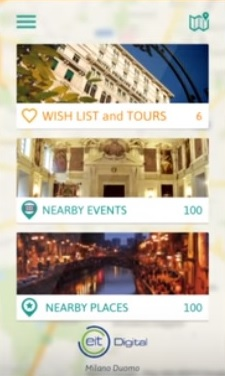 WISH LIST and TOURS 6
NEARBY EVENTS 100
NEARBY PLACES 100
eit Digital
Milano Duomo